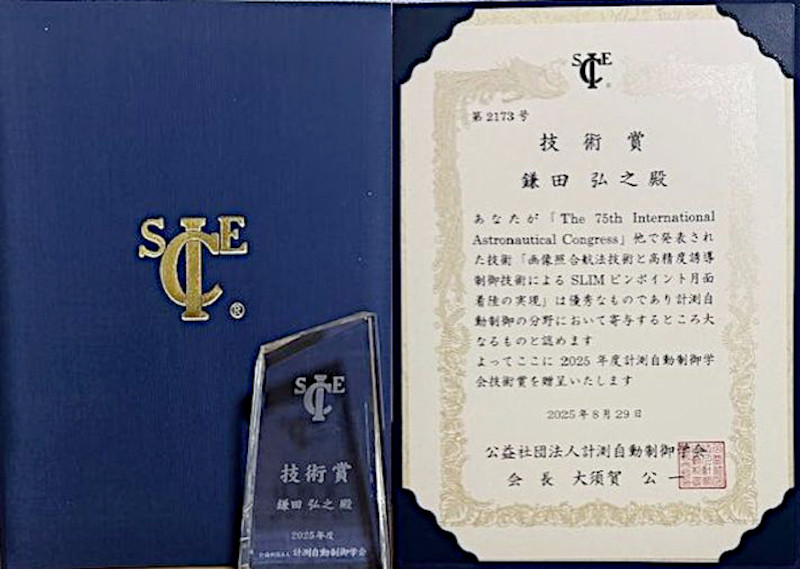 SICE
®
SICE
技術賞
鎌田 弘之 殿
2025年度
公益社団法人 計測自動制御学会
SICE
第2173号
技術賞
鎌田 弘之 殿
あなたが「The 75th International
Astronautical Congress」他で発表され
た技術「画像照合航法技術と高精度誘導
制御技術による SLIM ピンポイント月面
着陸の実現」は優秀なものであり計測自
動制御の分野において寄与するところ大
なるものと認めます
よってここに 2025 年度計測自動制御学
会技術賞を贈呈いたします
2025年8月29日
公益社団法人計測自動制御学会
会長 大須賀 公一